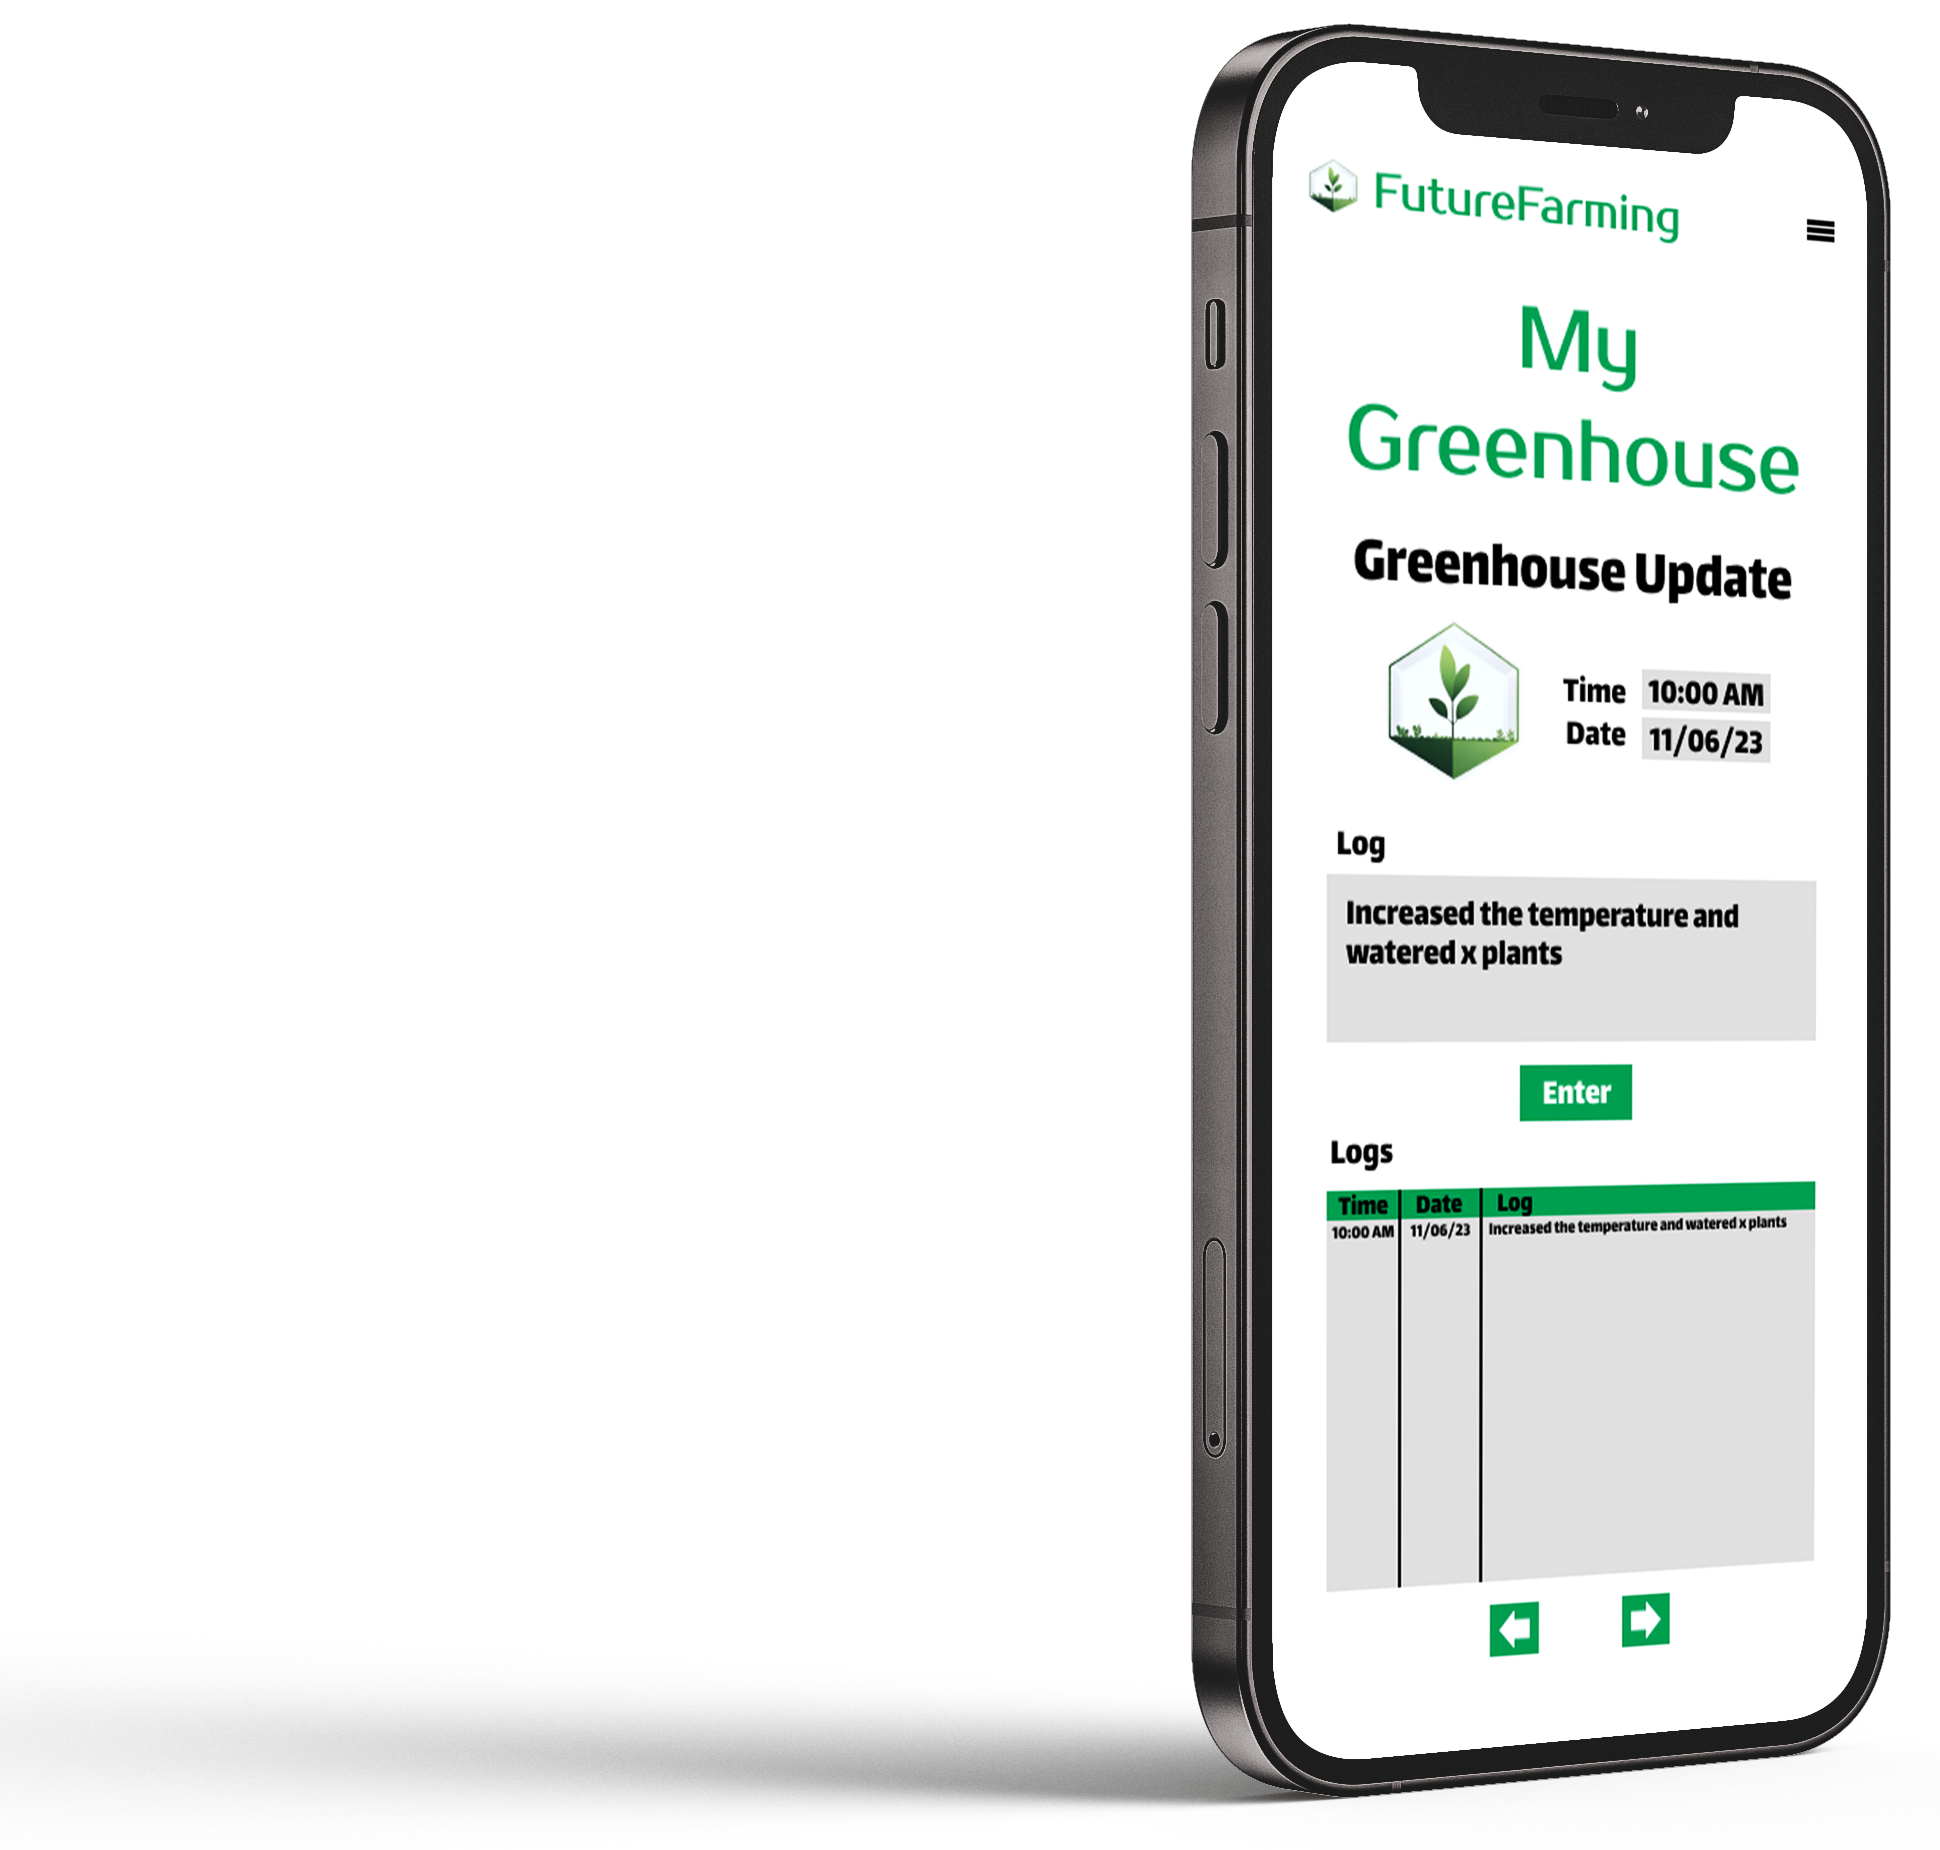 FutureFarming
My
Greenhouse
Greenhouse Update
Time 10:00 AM
Date 11/06/23
Log
Increased the temperature and
watered x plants
Enter
Logs
Time Date Log
10:00 AM 11/06/23 Increased the temperature and watered x plants